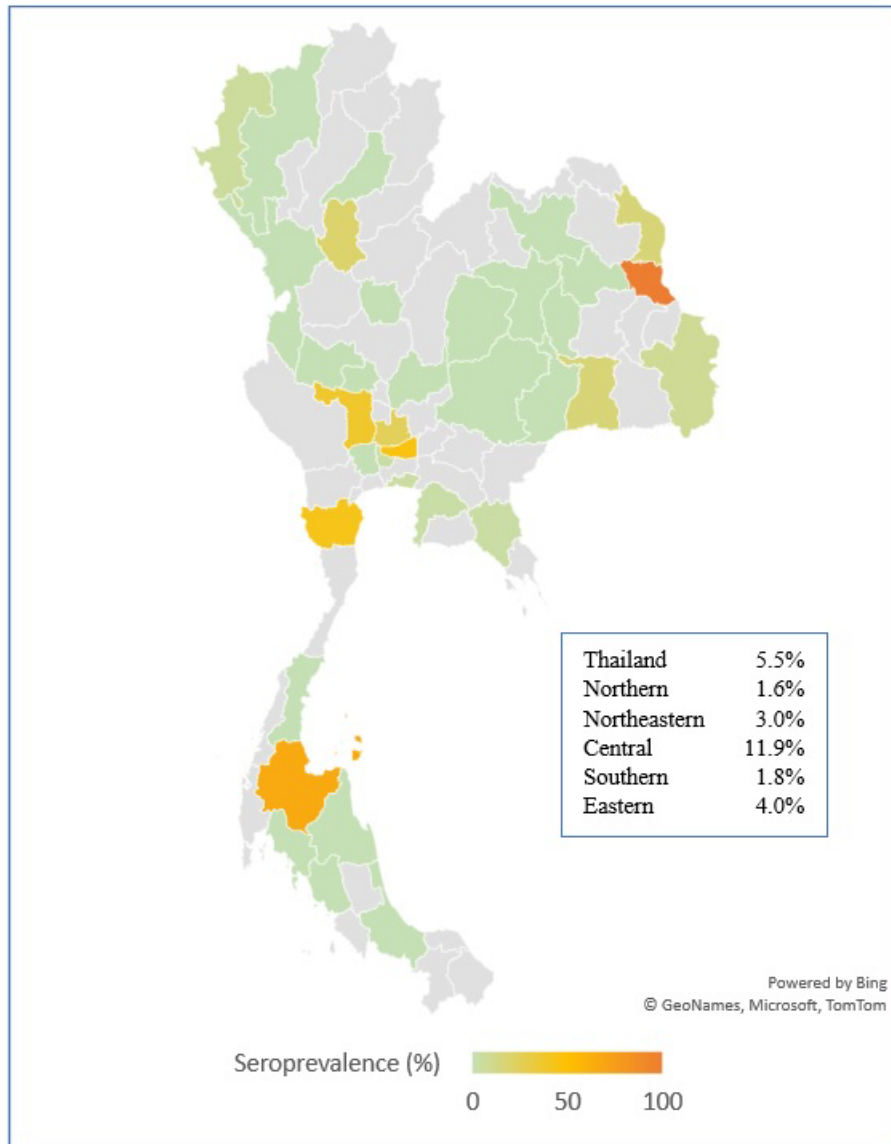 Thailand 5.5%
Northern 1.6%
Northeastern 3.0%
Central 11.9%
Southern 1.8%
Eastern 4.0%
Powered by Bing
© GeoNames, Microsoft, TomTom
Seroprevalence (%)
0 50 100